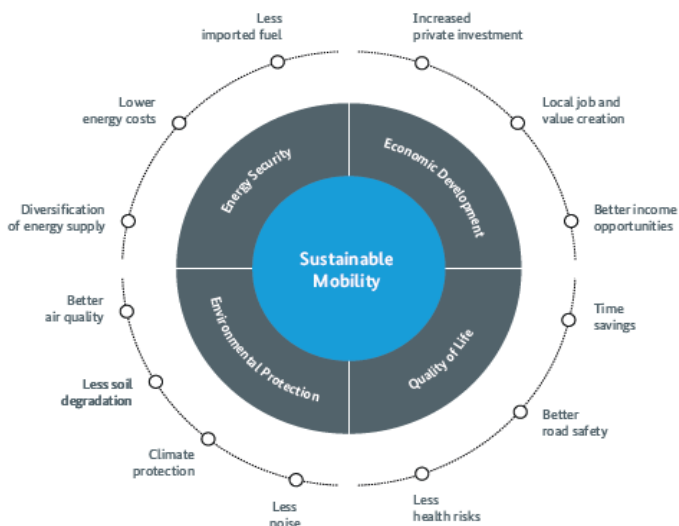 Less
imported fuel
Increased
private investment
Lower
energy costs
Local job and
value creation
Energy Security
Economic Development
Diversification
of energy supply
Better income
opportunities
Sustainable
Mobility
Better
air quality
Time
savings
Environmental Protection
Quality of Life
Less soil
degradation
Better
road safety
Climate
protection
Less
noise
Less
health risks